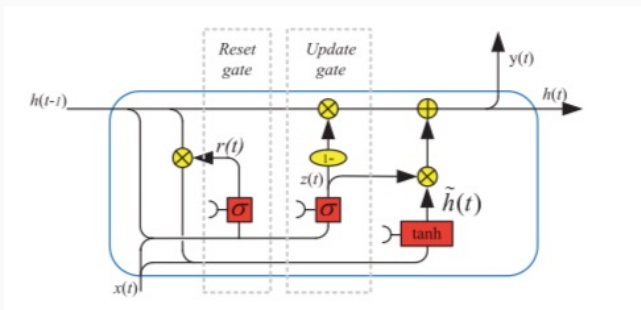 Reset
gate
Update
gate
y(t)
h(t-1)
h(t)
r(t)
1-
z(t)
σ
σ
h̃(t)
tanh
x(t)